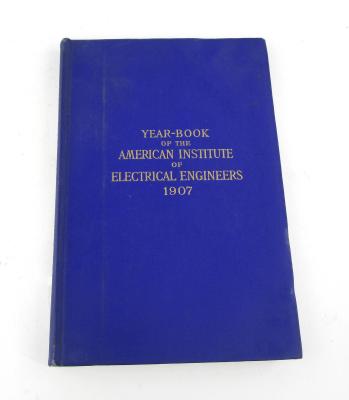 YEAR-BOOK
OF THE
AMERICAN INSTITUTE
OF
ELECTRICAL ENGINEERS
1907